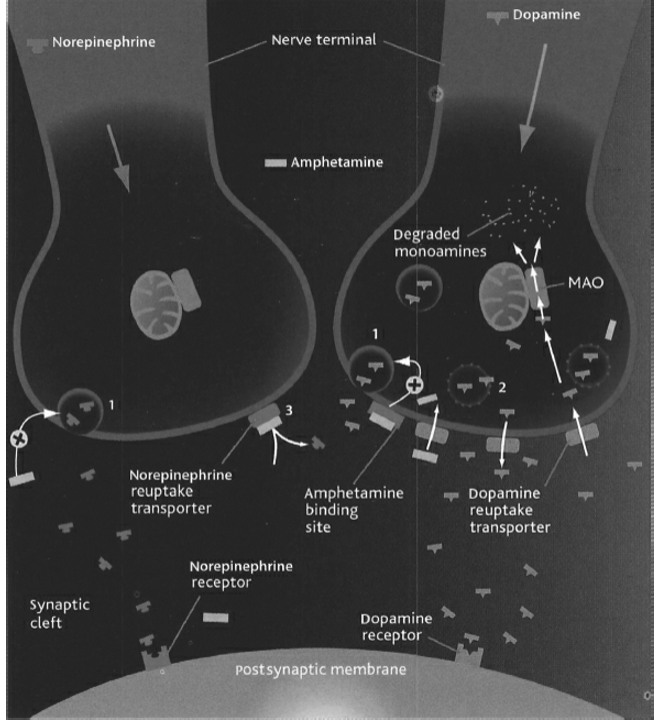 Norepinephrine
Nerve terminal
Dopamine
Amphetamine
Degraded
monoamines
MAO
1
1
2
3
Norepinephrine
reuptake
transporter
Amphetamine
binding
site
Dopamine
reuptake
transporter
Norepinephrine
receptor
Synaptic
cleft
Dopamine
receptor
Postsynaptic membrane